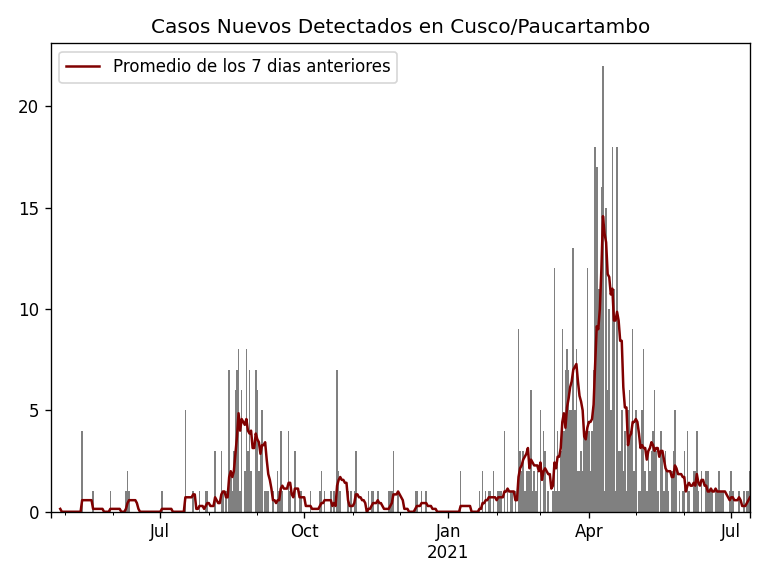 Casos Nuevos Detectados en Cusco/Paucartambo
Promedio de los 7 dias anteriores
20
15
10
5
0
Jul
Oct
Jan
2021
Apr
Jul